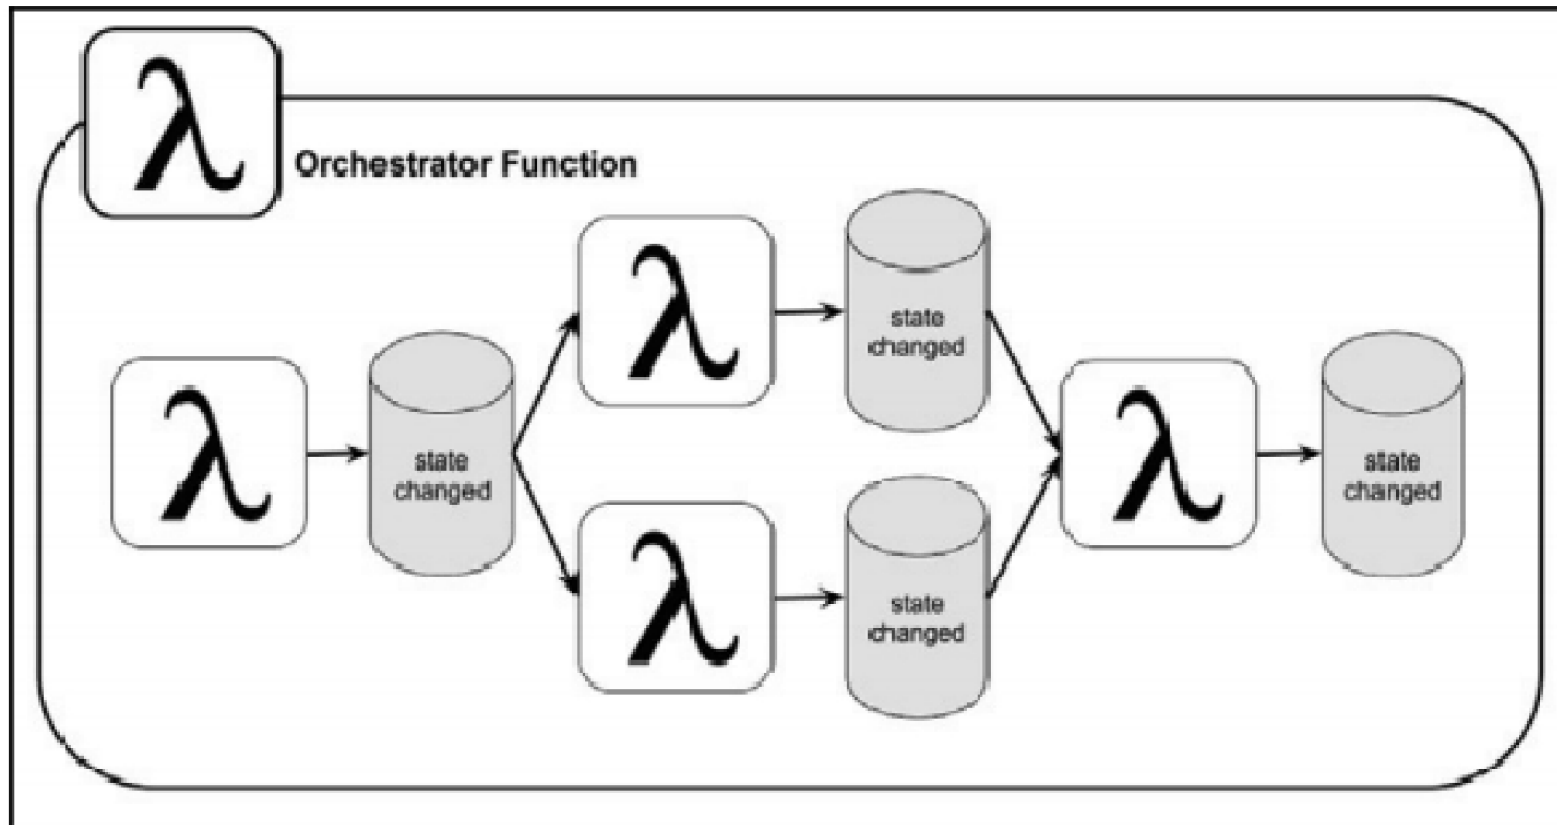 λ
Orchestrator Function
λ
state
changed
λ
state
changed
λ
state
changed
λ
state
changed
λ